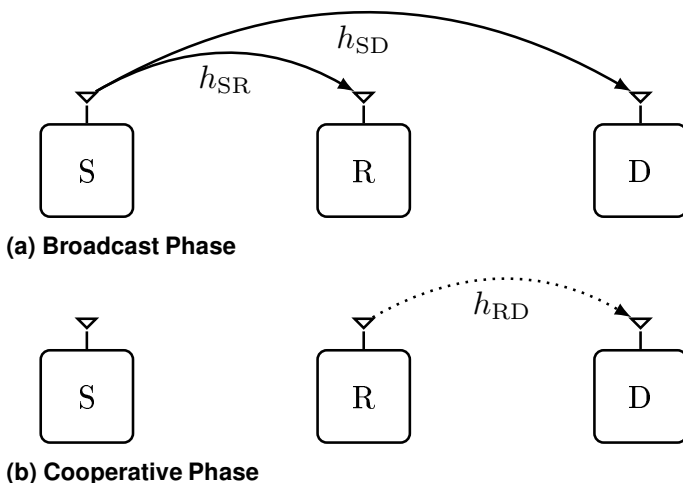 h_SD
h_SR
S R D
(a) Broadcast Phase
h_RD
S R D
(b) Cooperative Phase